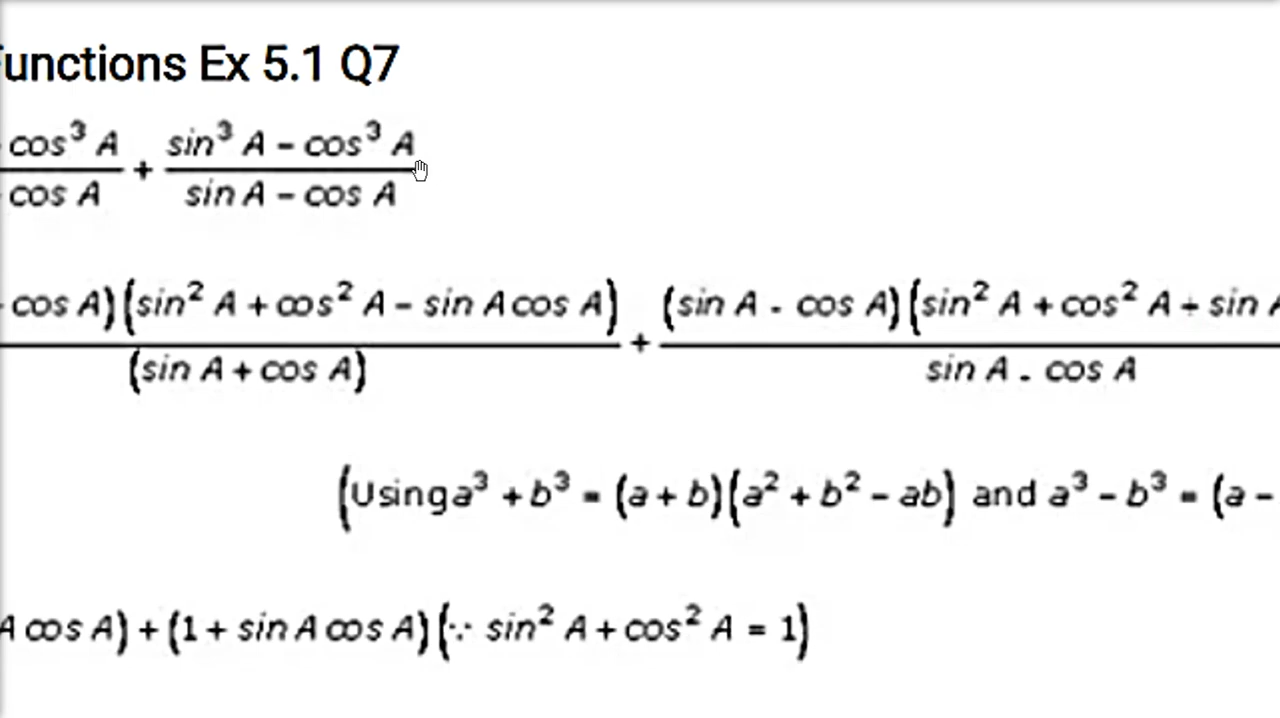 Functions Ex 5.1 Q7
cos³ A / cos A + sin³ A - cos³ A / sin A - cos A
cos A)(sin² A + cos² A - sin A cos A) / (sin A + cos A) + (sin A - cos A)(sin² A + cos² A + sin A / sin A - cos A
(Using a³ + b³ = (a + b)(a² + b² - ab) and a³ - b³ = (a -
A cos A) + (1 + sin A cos A) (∵ sin² A + cos² A = 1)